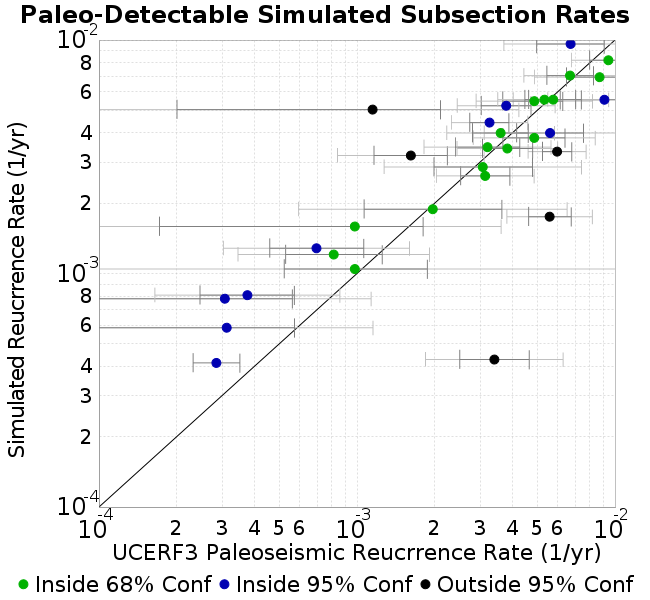 Paleo-Detectable Simulated Subsection Rates
10-2
8
6
4
3
2
10-3
8
6
4
3
2
10-4
10-4 2 3 4 5 6 10-3 2 3 4 5 6 10-2
Simulated Reucrrence Rate (1/yr)
UCERF3 Paleoseismic Reucrrence Rate (1/yr)
Inside 68% Conf Inside 95% Conf Outside 95% Conf